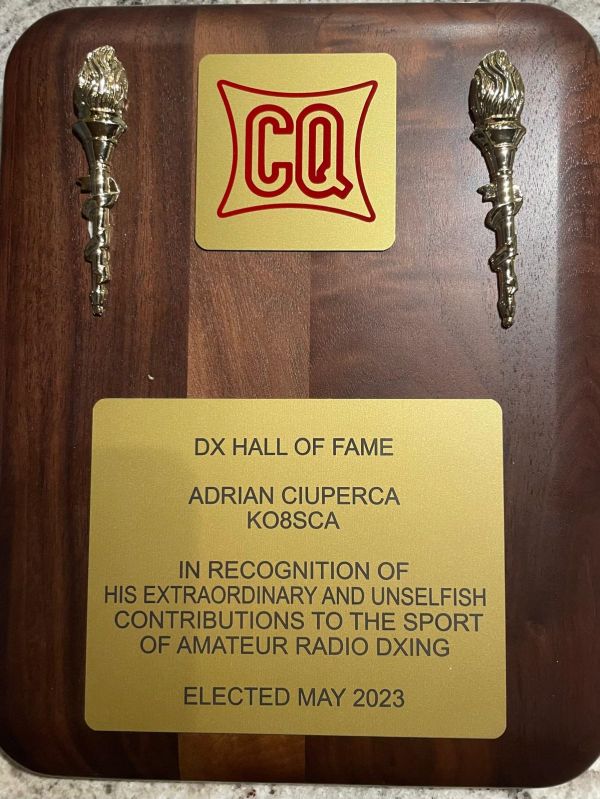 CQ
DX HALL OF FAME
ADRIAN CIUPERCA
KO8SCA
IN RECOGNITION OF
HIS EXTRAORDINARY AND UNSELFISH
CONTRIBUTIONS TO THE SPORT
OF AMATEUR RADIO DXING
ELECTED MAY 2023